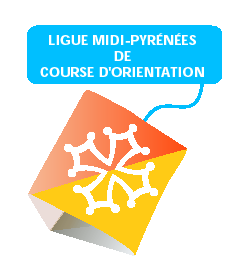 LIGUE MIDI-PYRÉNÉES
DE
COURSE D'ORIENTATION